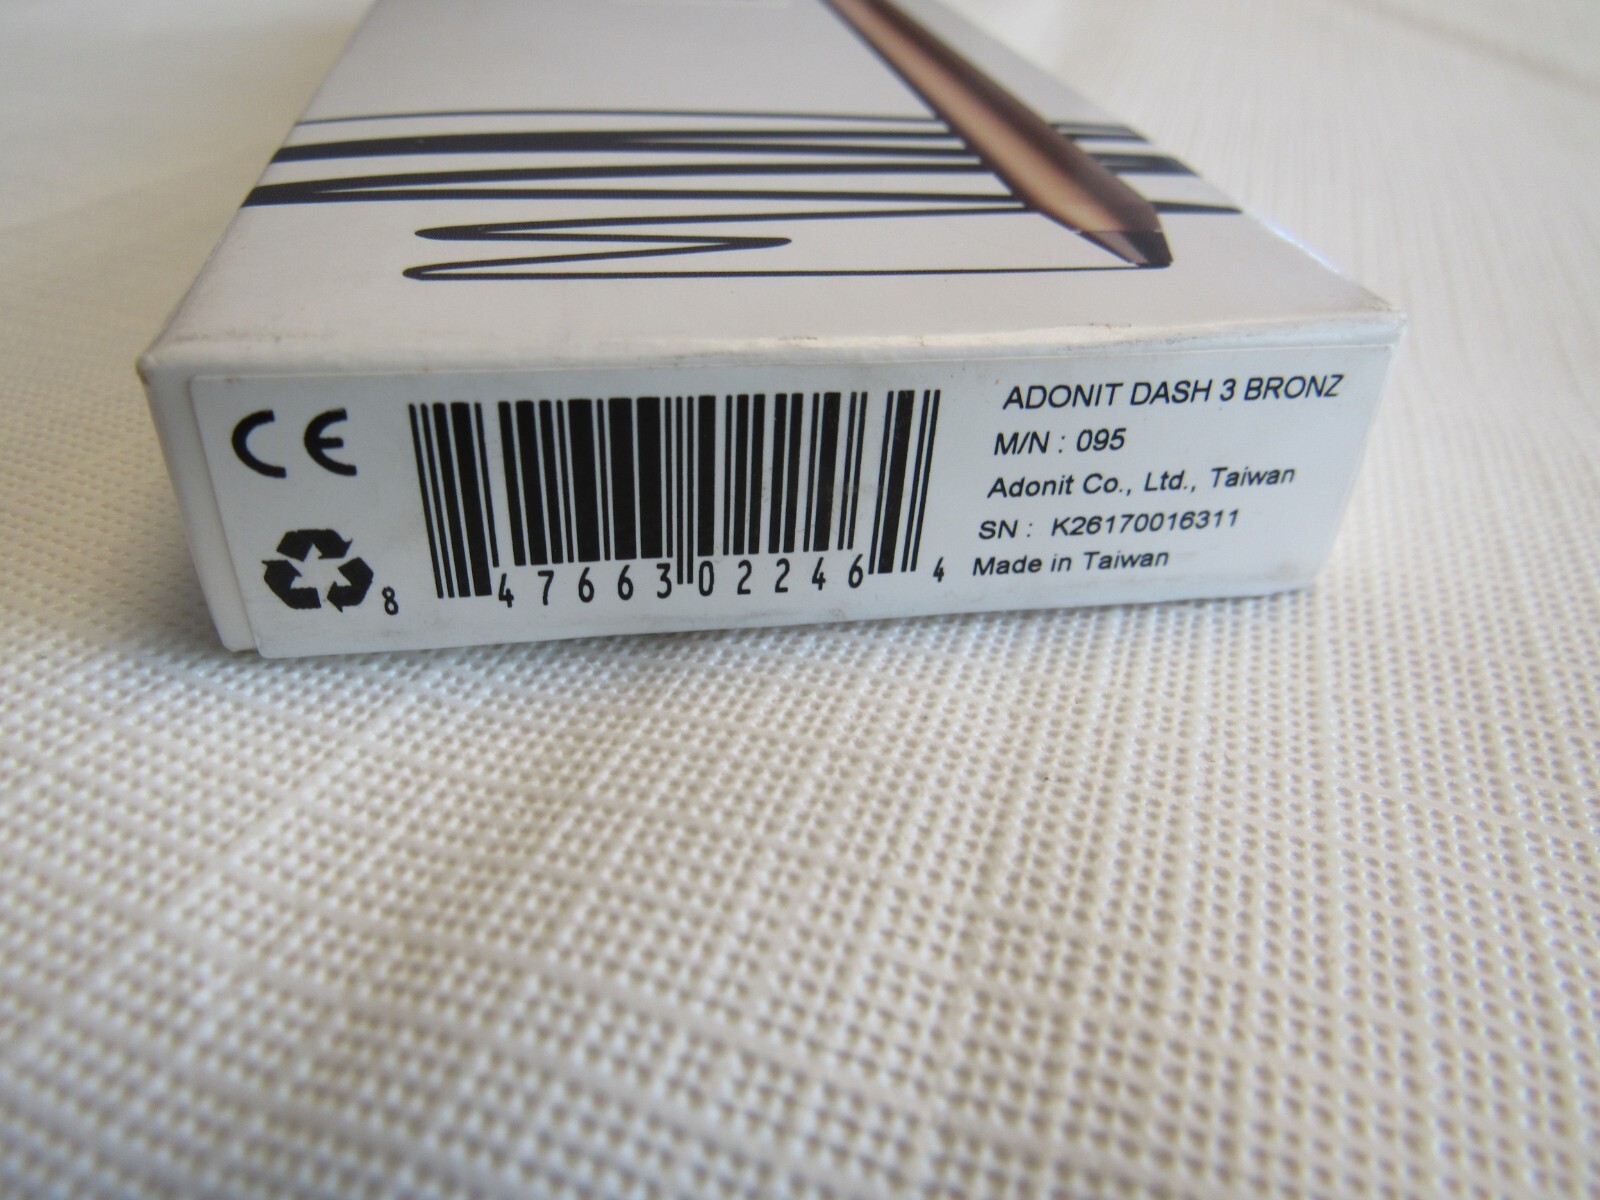 CE
8 47663 02246 4
ADONIT DASH 3 BRONZ
M/N : 095
Adonit Co., Ltd., Taiwan
SN : K26170016311
Made in Taiwan